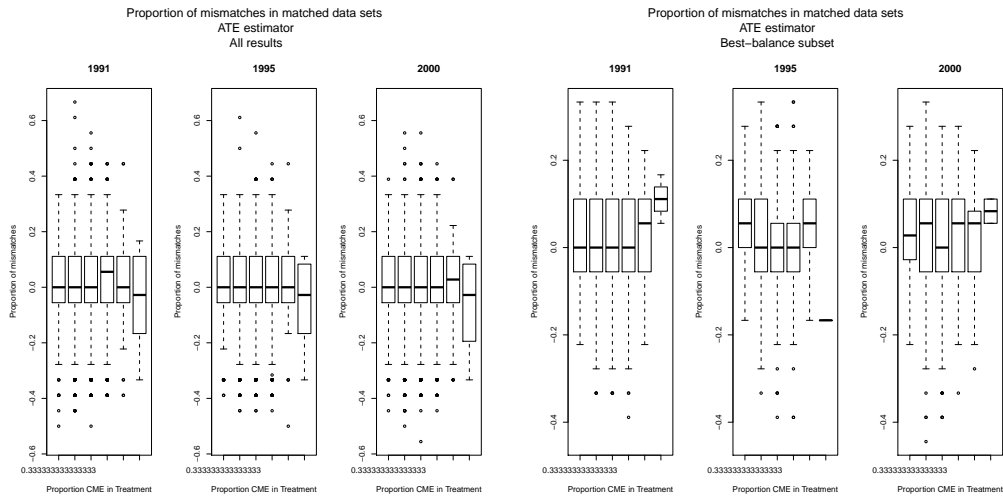 Proportion of mismatches in matched data sets
ATE estimator
All results
1991
1995
2000
Proportion of mismatches
0.6
0.4
0.2
0.0
−0.2
−0.4
−0.6
0.3333333333333333
Proportion CME in Treatment
Proportion of mismatches
0.6
0.4
0.2
0.0
−0.2
−0.4
−0.6
0.3333333333333333
Proportion CME in Treatment
Proportion of mismatches
0.6
0.4
0.2
0.0
−0.2
−0.4
−0.6
0.3333333333333333
Proportion CME in Treatment
Proportion of mismatches in matched data sets
ATE estimator
Best−balance subset
1991
1995
2000
Proportion of mismatches
0.2
0.0
−0.2
−0.4
0.3333333333333333
Proportion CME in Treatment
Proportion of mismatches
0.2
0.0
−0.2
−0.4
0.3333333333333333
Proportion CME in Treatment
Proportion of mismatches
0.2
0.0
−0.2
−0.4
0.3333333333333333
Proportion CME in Treatment